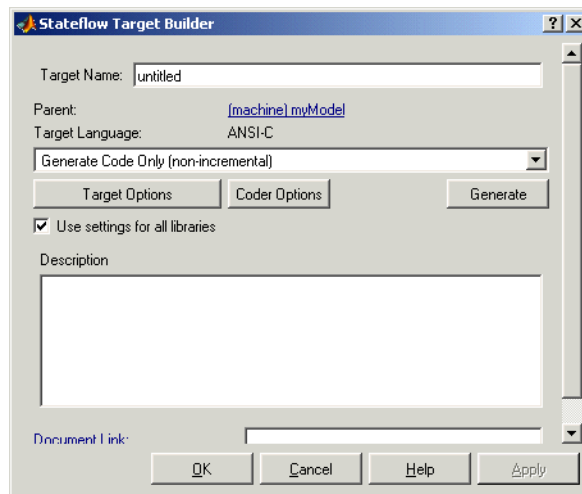 Stateflow Target Builder
Target Name: untitled
Parent: (machine) myModel
Target Language: ANSI-C
Generate Code Only (non-incremental)
Target Options Coder Options Generate
Use settings for all libraries
Description
Document Link:
OK Cancel Help Apply